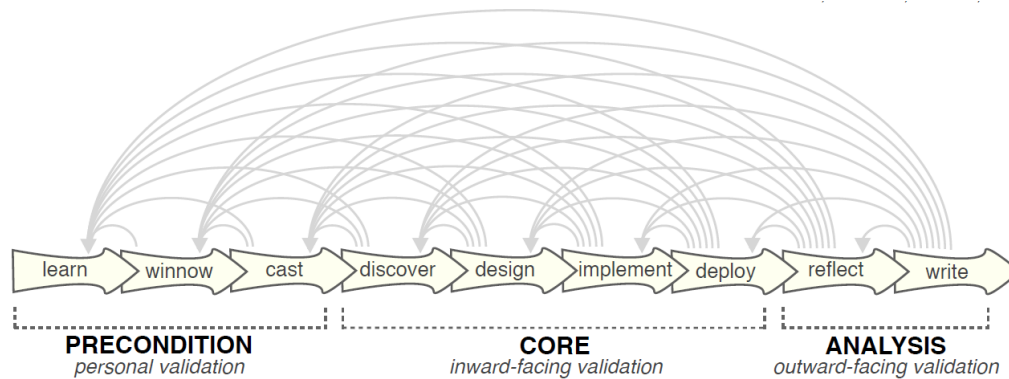 learn winnow cast discover design implement deploy reflect write
PRECONDITION CORE ANALYSIS
personal validation inward-facing validation outward-facing validation